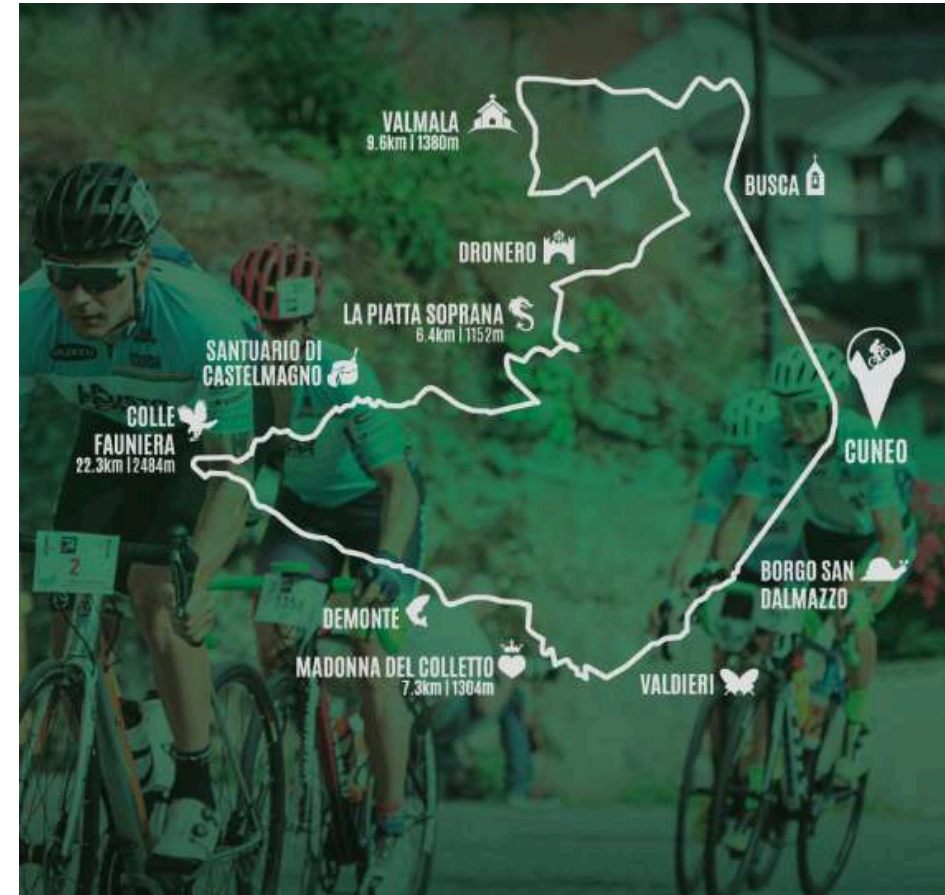 VALMALA
9.6km | 1380m
BUSCA
DRONERO
LA PIATTA SOPRANA
6.4km | 1152m
SANTUARIO DI
CASTELMAGNO
COLLE
FAUNIERA
22.3km | 2484m
CUNEO
BORGO SAN
DALMAZZO
DEMONTE
MADONNA DEL COLLETTO
7.3km | 1304m
VALDIERI
2